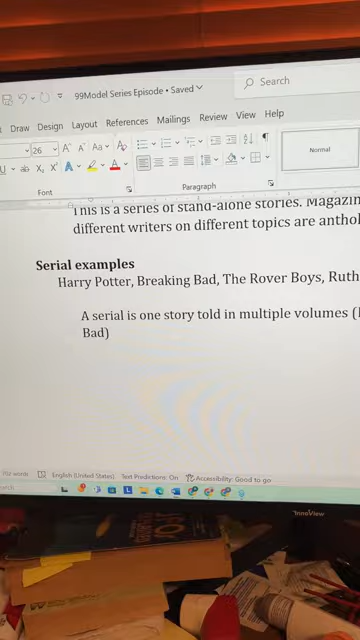 99Model Series Episode • Saved
Search
Draw Design Layout References Mailings Review View Help
26 Aa
Normal
Font Paragraph
This is a series of stand-alone stories. Magazin
different writers on different topics are anthol
Serial examples
Harry Potter, Breaking Bad, The Rover Boys, Ruth
A serial is one story told in multiple volumes (
Bad)
words English (United States) Text Predictions: On Accessibility: Good to go
InnoView